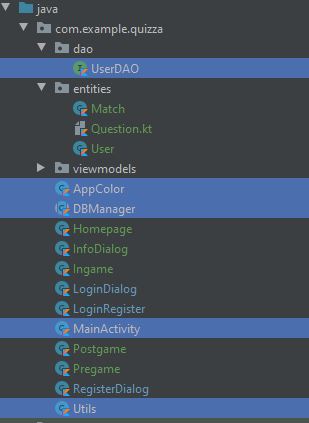 java
com.example.quizza
dao
UserDAO
entities
Match
Question.kt
User
viewmodels
AppColor
DBManager
Homepage
InfoDialog
Ingame
LoginDialog
LoginRegister
MainActivity
Postgame
Pregame
RegisterDialog
Utils